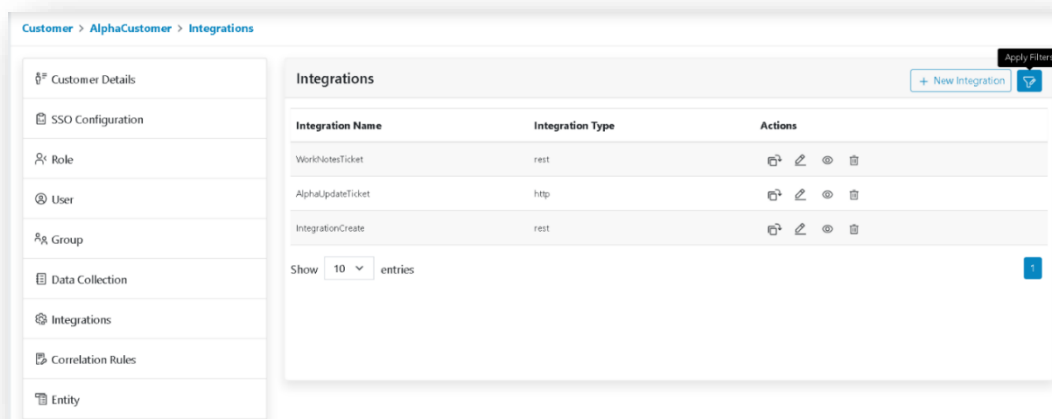 Customer > AlphaCustomer > Integrations
Apply Filters
Customer Details
SSO Configuration
Role
User
Group
Data Collection
Integrations
Correlation Rules
Entity
Integrations
+ New Integration
Integration Name Integration Type Actions
WorkNotesTicket rest
AlphaUpdateTicket http
IntegrationCreate rest
Show 10 entries
1